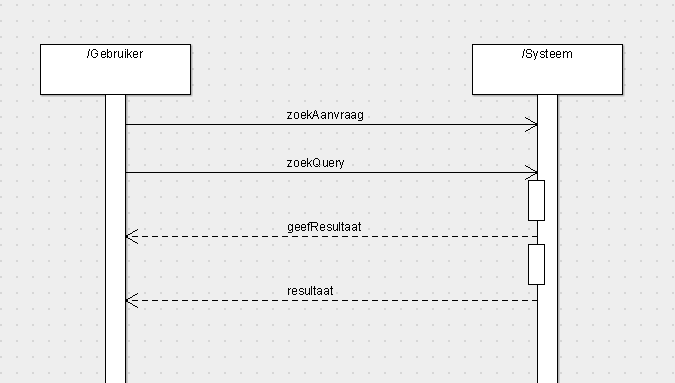 /Gebruiker
/Systeem
zoekAanvraag
zoekQuery
geefResultaat
resultaat